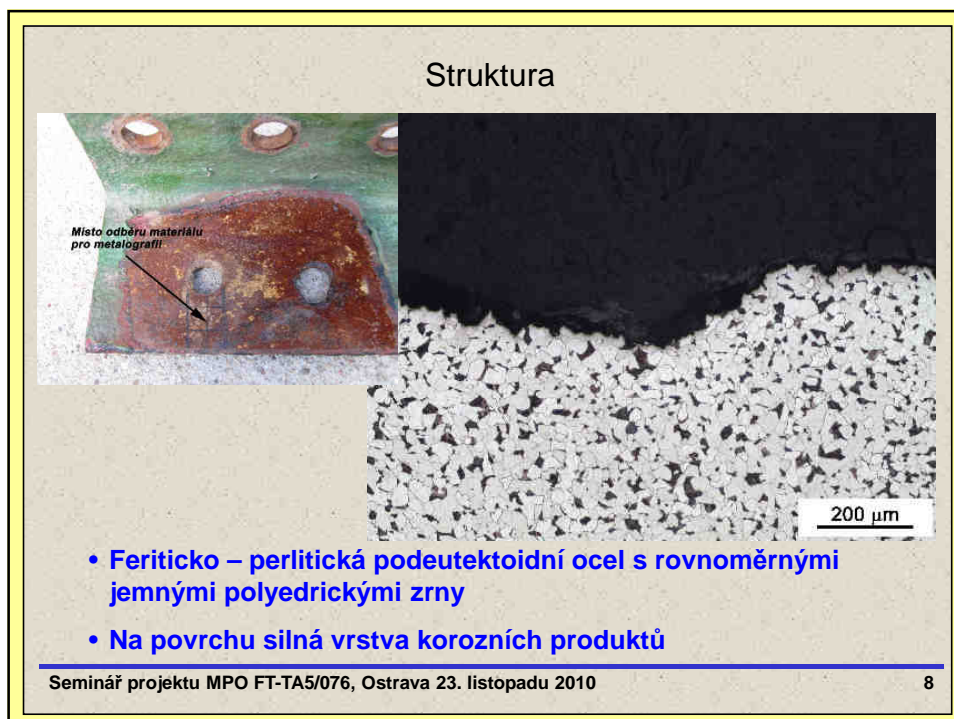 Struktura
Místo odběru materiálu
pro metalografii
200 µm
• Feriticko – perlitická podeutektoidní ocel s rovnoměrnými
jemnými polyedrickými zrny
• Na povrchu silná vrstva korozních produktů
Seminář projektu MPO FT-TA5/076, Ostrava 23. listopadu 2010 8